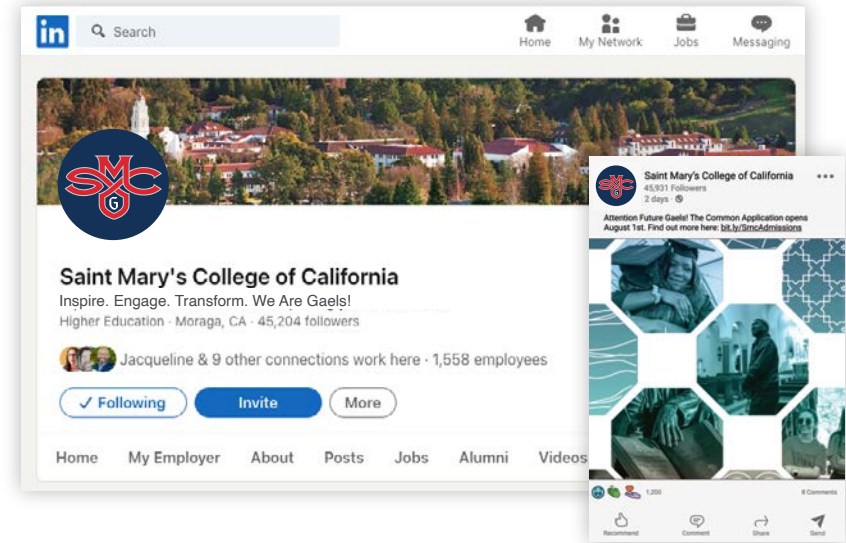 in Search
Home My Network Jobs Messaging
SMC
G
Saint Mary's College of California
Inspire. Engage. Transform. We Are Gaels!
Higher Education · Moraga, CA · 45,204 followers
Jacqueline & 9 other connections work here · 1,558 employees
✓ Following Invite More
Home My Employer About Posts Jobs Alumni Videos
SMC
G
Saint Mary's College of California
45,931 Followers
2 days ·
Attention Future Gaels! The Common Application opens
August 1st. Find out more here: bit.ly/SmcAdmissions
1,200 8 Comments
Recommend Comment Share Send